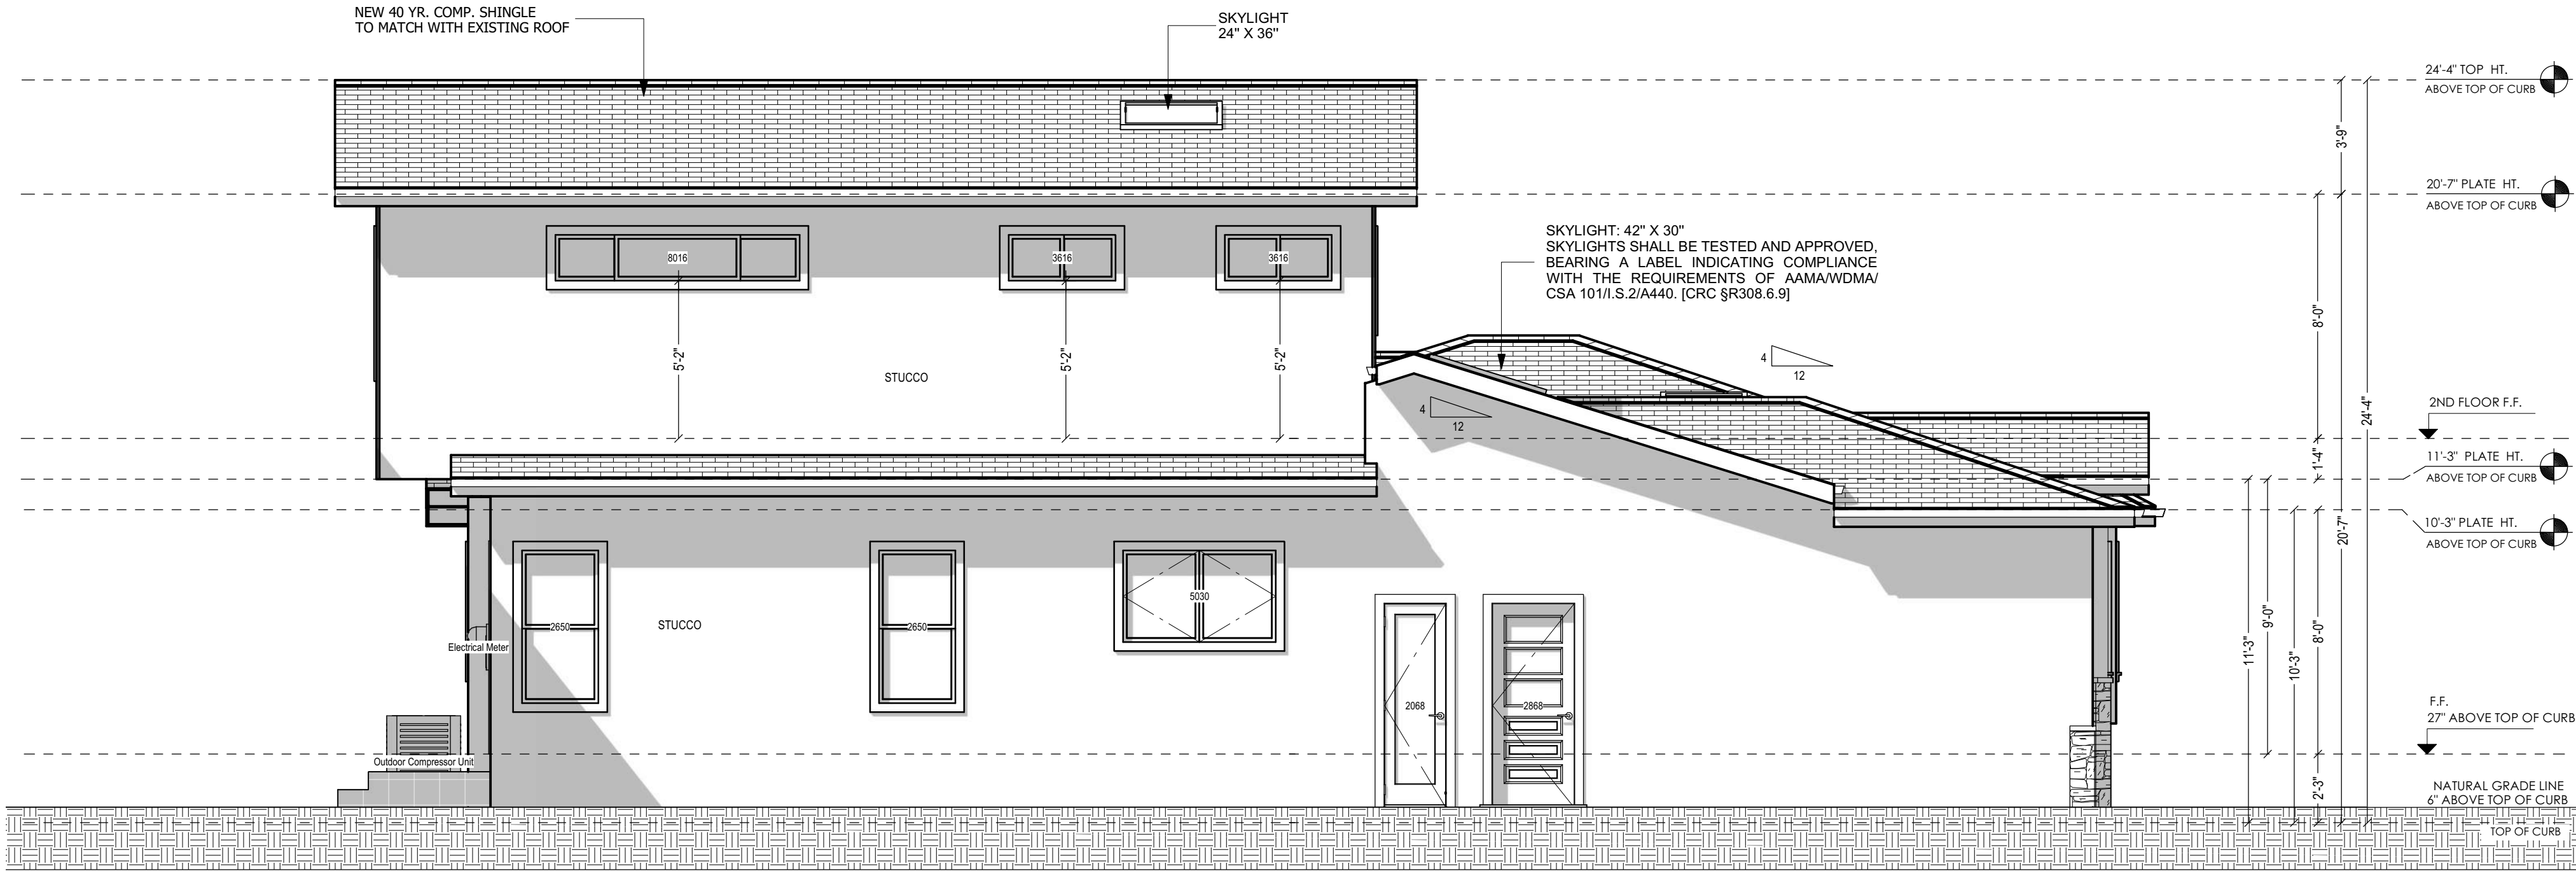 NEW 40 YR. COMP. SHINGLE
TO MATCH WITH EXISTING ROOF
SKYLIGHT
24" X 36"
24'-4" TOP HT.
ABOVE TOP OF CURB
3'-9"
20'-7" PLATE HT.
ABOVE TOP OF CURB
SKYLIGHT: 42" X 30"
SKYLIGHTS SHALL BE TESTED AND APPROVED,
BEARING A LABEL INDICATING COMPLIANCE
WITH THE REQUIREMENTS OF AAMA/WDMA/
CSA 101/I.S.2/A440. [CRC §R308.6.9]
8016
3616
3616
5'-2"
5'-2"
5'-2"
STUCCO
4
12
4
12
8'-0"
24'-4"
2ND FLOOR F.F.
1'-4"
11'-3" PLATE HT.
ABOVE TOP OF CURB
10'-3" PLATE HT.
ABOVE TOP OF CURB
20'-7"
2650
STUCCO
2650
5030
Electrical Meter
2068
2868
11'-3"
9'-0"
10'-3"
8'-0"
Outdoor Compressor Unit
F.F.
27" ABOVE TOP OF CURB
2'-3"
NATURAL GRADE LINE
6" ABOVE TOP OF CURB
TOP OF CURB